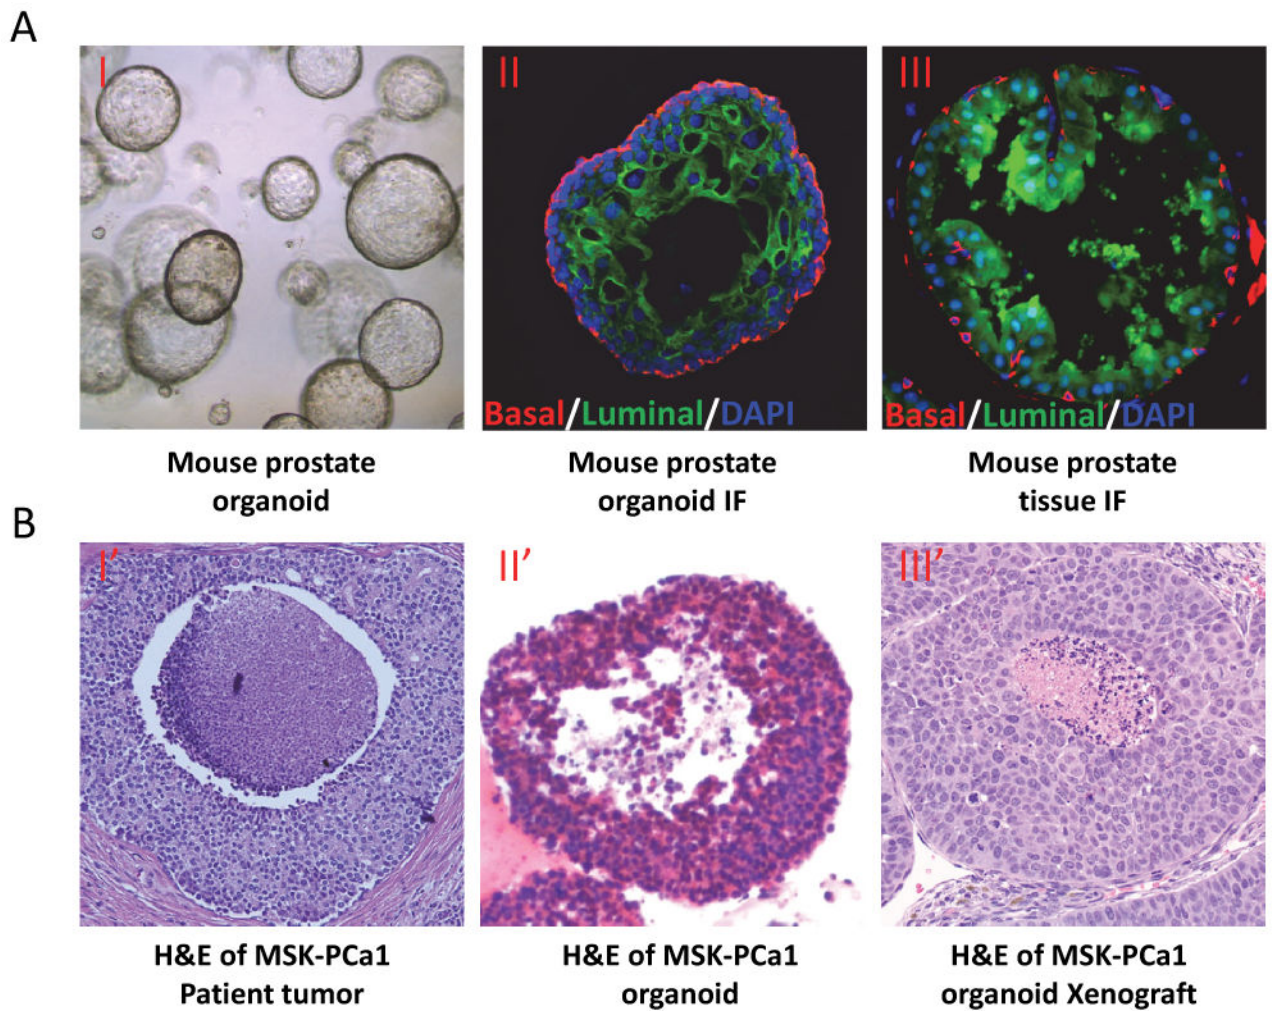 A
I
II
III
Basal/Luminal/DAPI
Basal/Luminal/DAPI
Mouse prostate
organoid
Mouse prostate
organoid IF
Mouse prostate
tissue IF
B
I’
II’
III’
H&E of MSK-PCa1
Patient tumor
H&E of MSK-PCa1
organoid
H&E of MSK-PCa1
organoid Xenograft